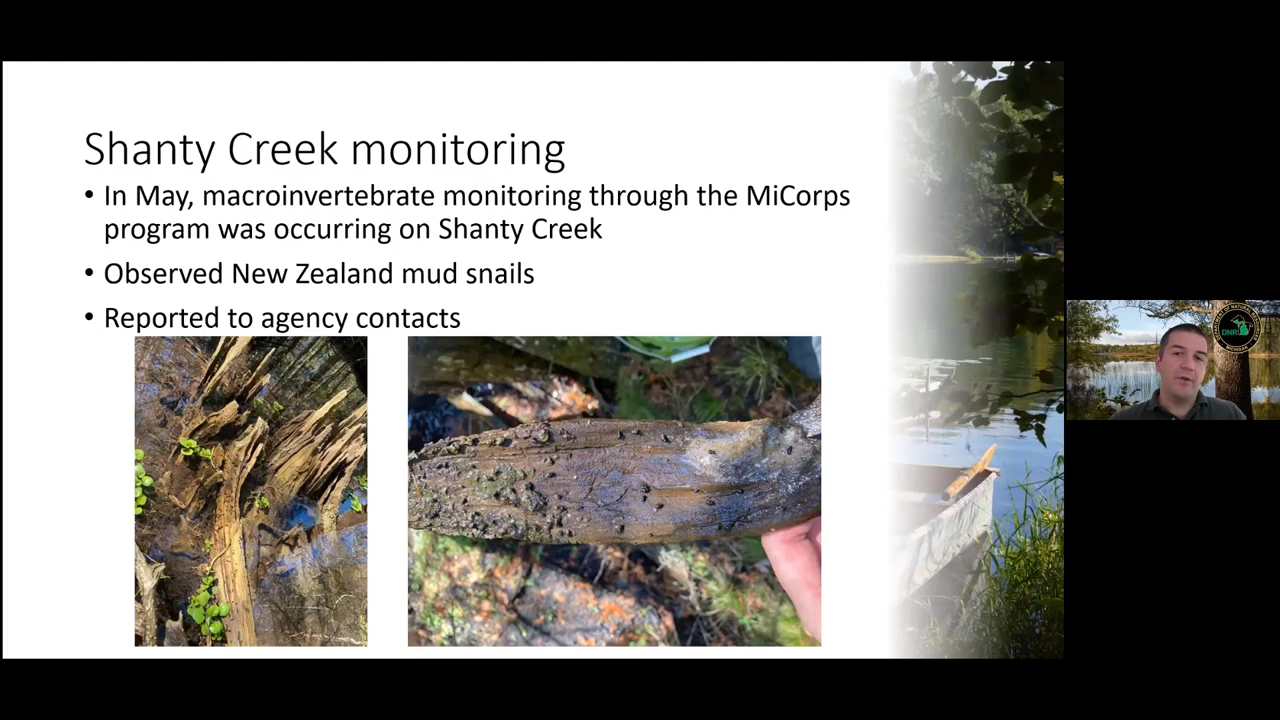 Shanty Creek monitoring
• In May, macroinvertebrate monitoring through the MiCorps
program was occurring on Shanty Creek
• Observed New Zealand mud snails
• Reported to agency contacts
DNR